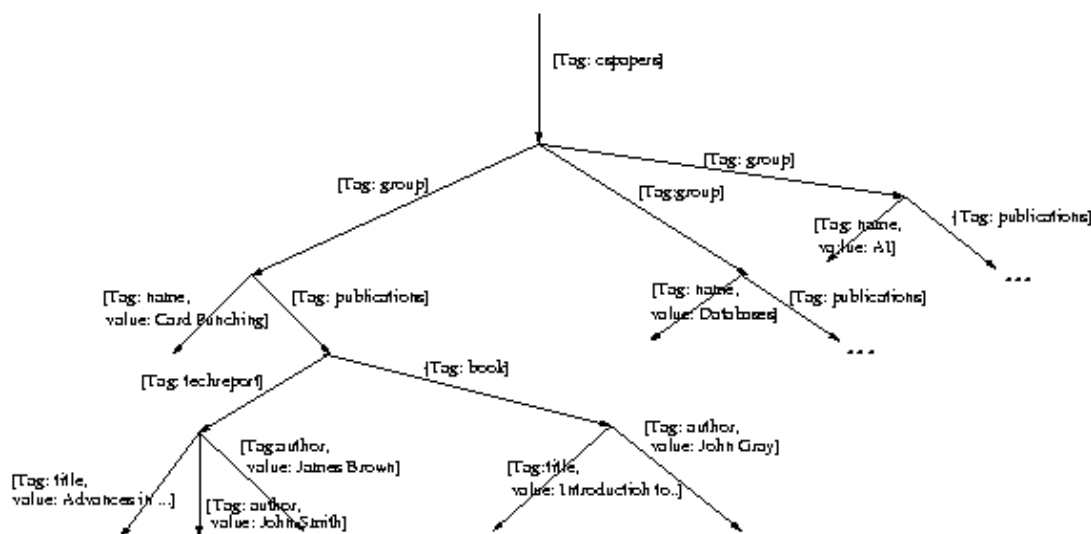 [Tag: cspapers]
[Tag: group]
[Tag: group]
[Tag:group]
[Tag: name,
value: AI]
{Tag: publications]
...
[Tag: name,
value: Card Punching]
[Tag: publications]
[Tag: name,
value: Databases]
[Tag: publications]
...
[Tag: techreport]
{Tag: book]
[Tag: title,
value: Advances in ...]
[Tag:author,
value: James Brown]
[Tag: author,
value: John Smith]
[Tag:title,
value: Introduction to..]
[Tag: author,
value: John Gray]